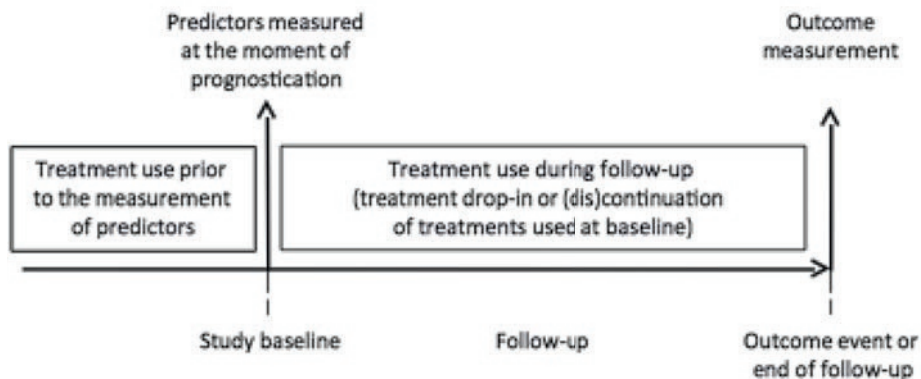 Predictors measured
at the moment of
prognostication
Outcome
measurement
Treatment use prior
to the measurement
of predictors
Treatment use during follow-up
(treatment drop-in or (dis)continuation
of treatments used at baseline)
Study baseline
Follow-up
Outcome event or
end of follow-up